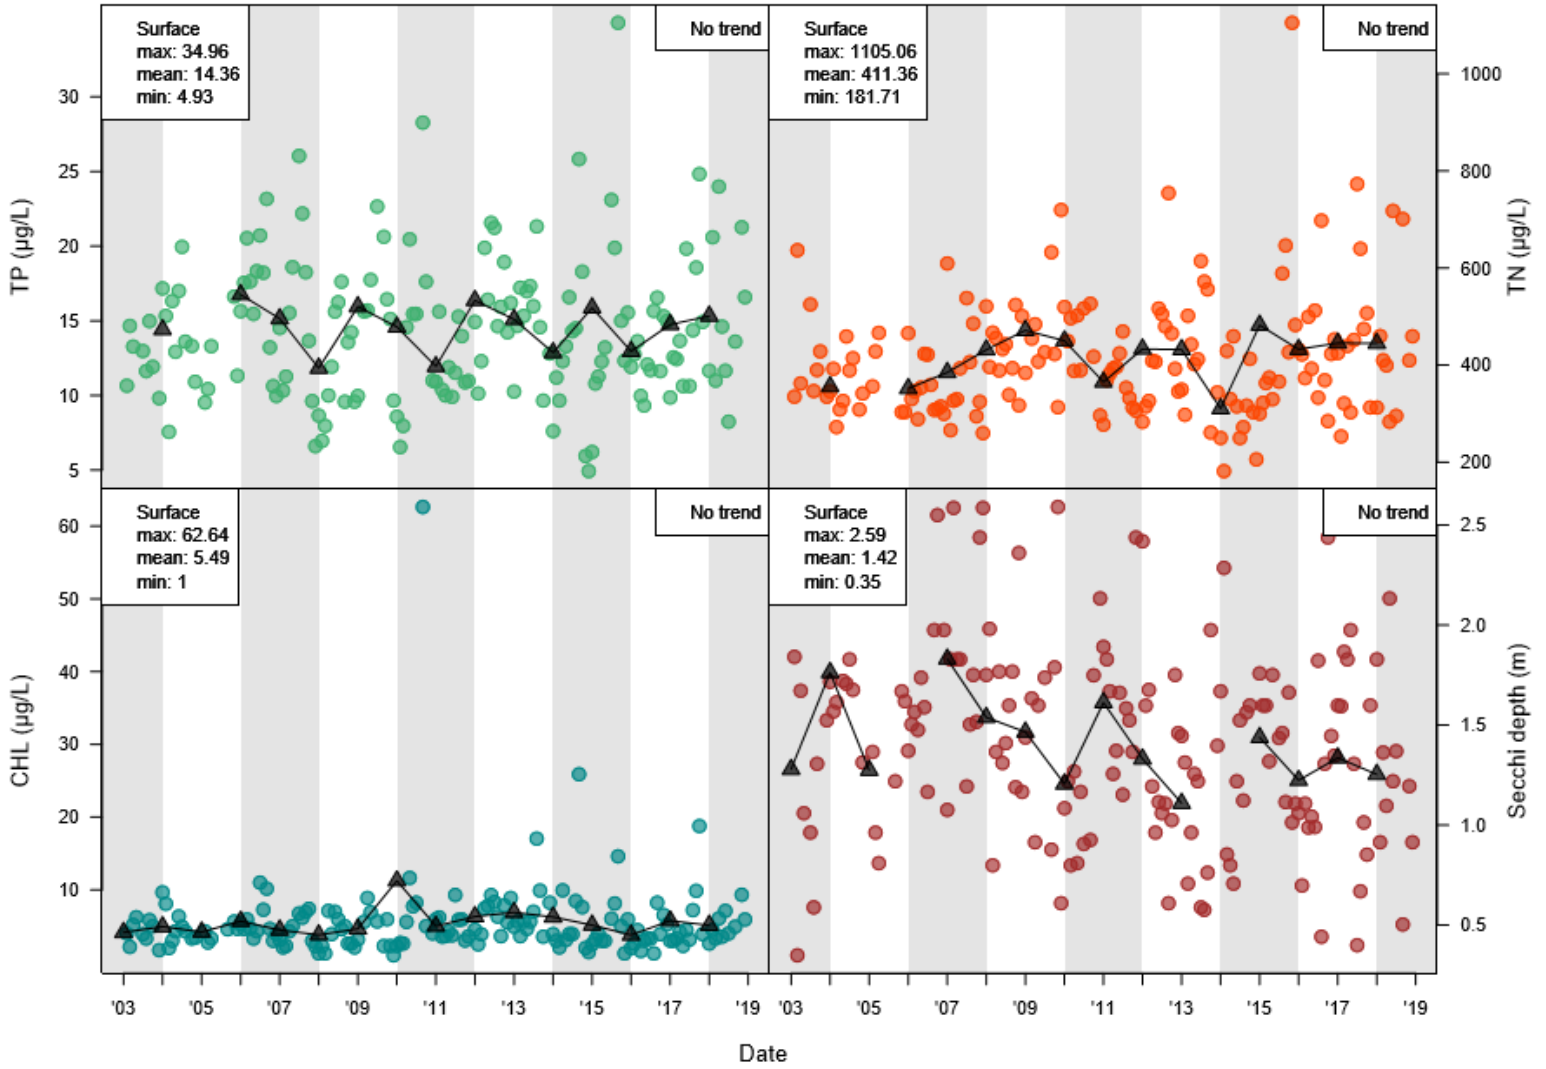 Surface
max: 34.96
mean: 14.36
min: 4.93
No trend
TP (µg/L)
30
25
20
15
10
5
Surface
max: 1105.06
mean: 411.36
min: 181.71
No trend
1000
800
600
400
200
TN (µg/L)
Surface
max: 62.64
mean: 5.49
min: 1
No trend
CHL (µg/L)
60
50
40
30
20
10
Surface
max: 2.59
mean: 1.42
min: 0.35
No trend
2.5
2.0
1.5
1.0
0.5
Secchi depth (m)
'03 '05 '07 '09 '11 '13 '15 '17 '19
'03 '05 '07 '09 '11 '13 '15 '17 '19
Date